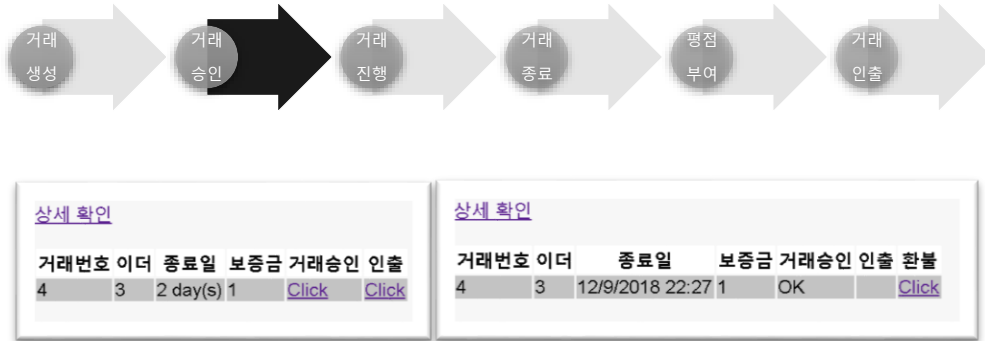 거래
생성
거래
승인
거래
진행
거래
종료
평점
부여
거래
인출
상세 확인
거래번호 이더 종료일 보증금 거래승인 인출
4 3 2 day(s) 1 Click Click
상세 확인
거래번호 이더 종료일 보증금 거래승인 인출 환불
4 3 12/9/2018 22:27 1 OK Click